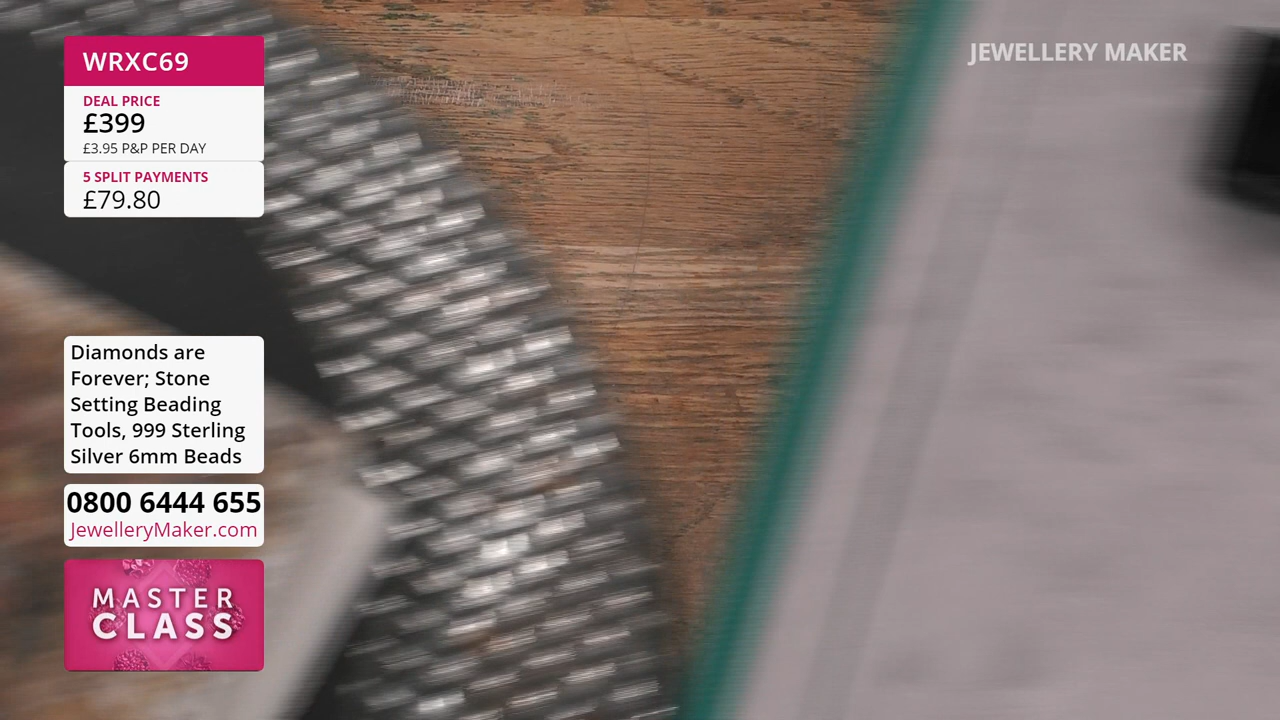 WRXC69
DEAL PRICE
£399
£3.95 P&P PER DAY
5 SPLIT PAYMENTS
£79.80
JEWELLERY MAKER
Diamonds are
Forever; Stone
Setting Beading
Tools, 999 Sterling
Silver 6mm Beads
0800 6444 655
JewelleryMaker.com
MASTER
CLASS